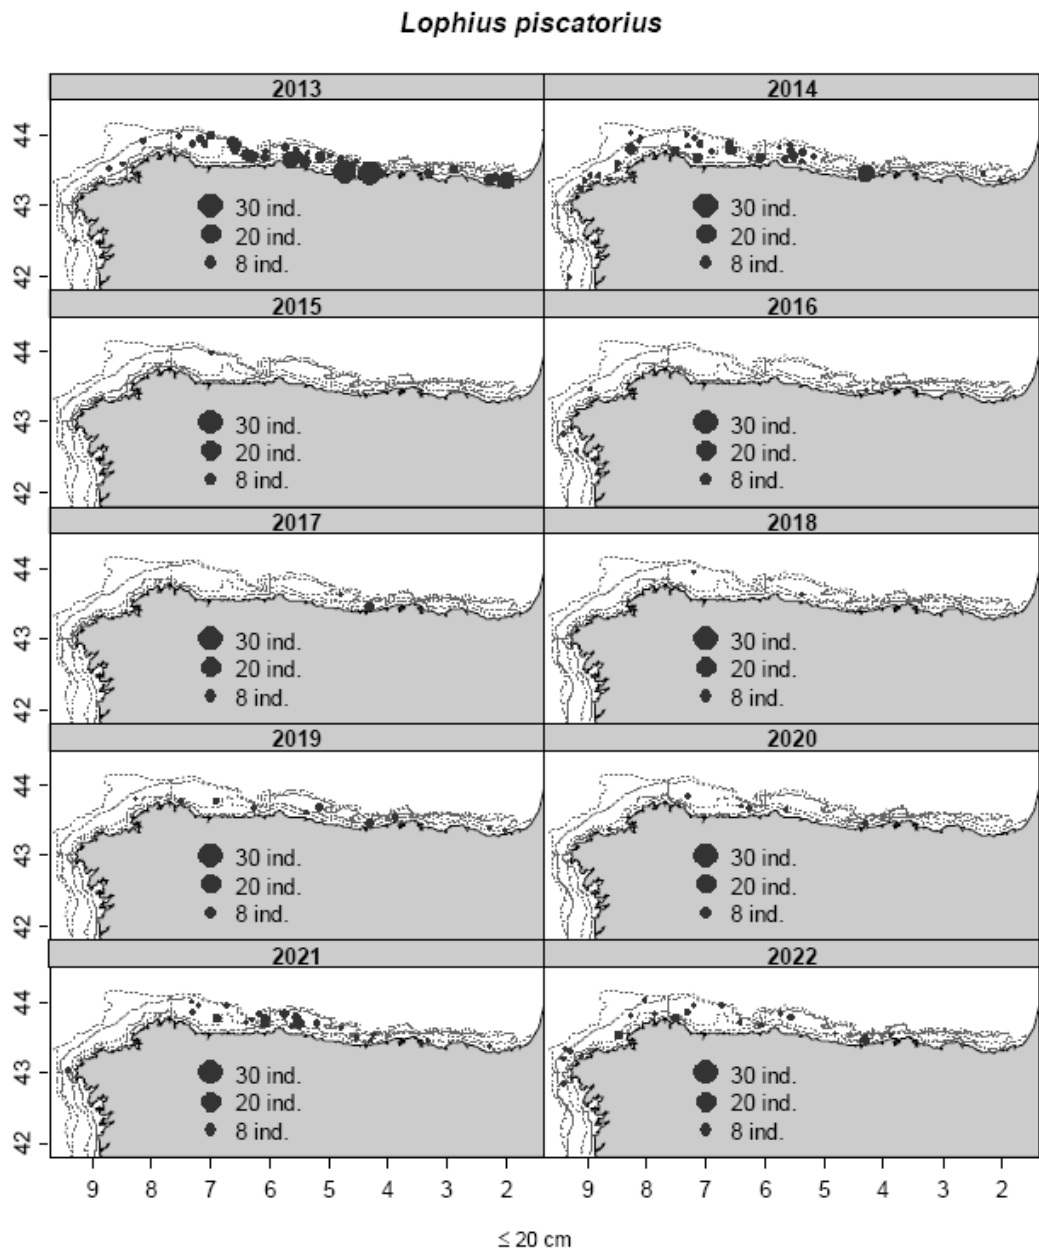 Lophius piscatorius
2013 2014
44
43
42
30 ind. 30 ind.
20 ind. 20 ind.
8 ind. 8 ind.
2015 2016
44
43
42
30 ind. 30 ind.
20 ind. 20 ind.
8 ind. 8 ind.
2017 2018
44
43
42
30 ind. 30 ind.
20 ind. 20 ind.
8 ind. 8 ind.
2019 2020
44
43
42
30 ind. 30 ind.
20 ind. 20 ind.
8 ind. 8 ind.
2021 2022
44
43
42
30 ind. 30 ind.
20 ind. 20 ind.
8 ind. 8 ind.
9 8 7 6 5 4 3 2 9 8 7 6 5 4 3 2
≤ 20 cm